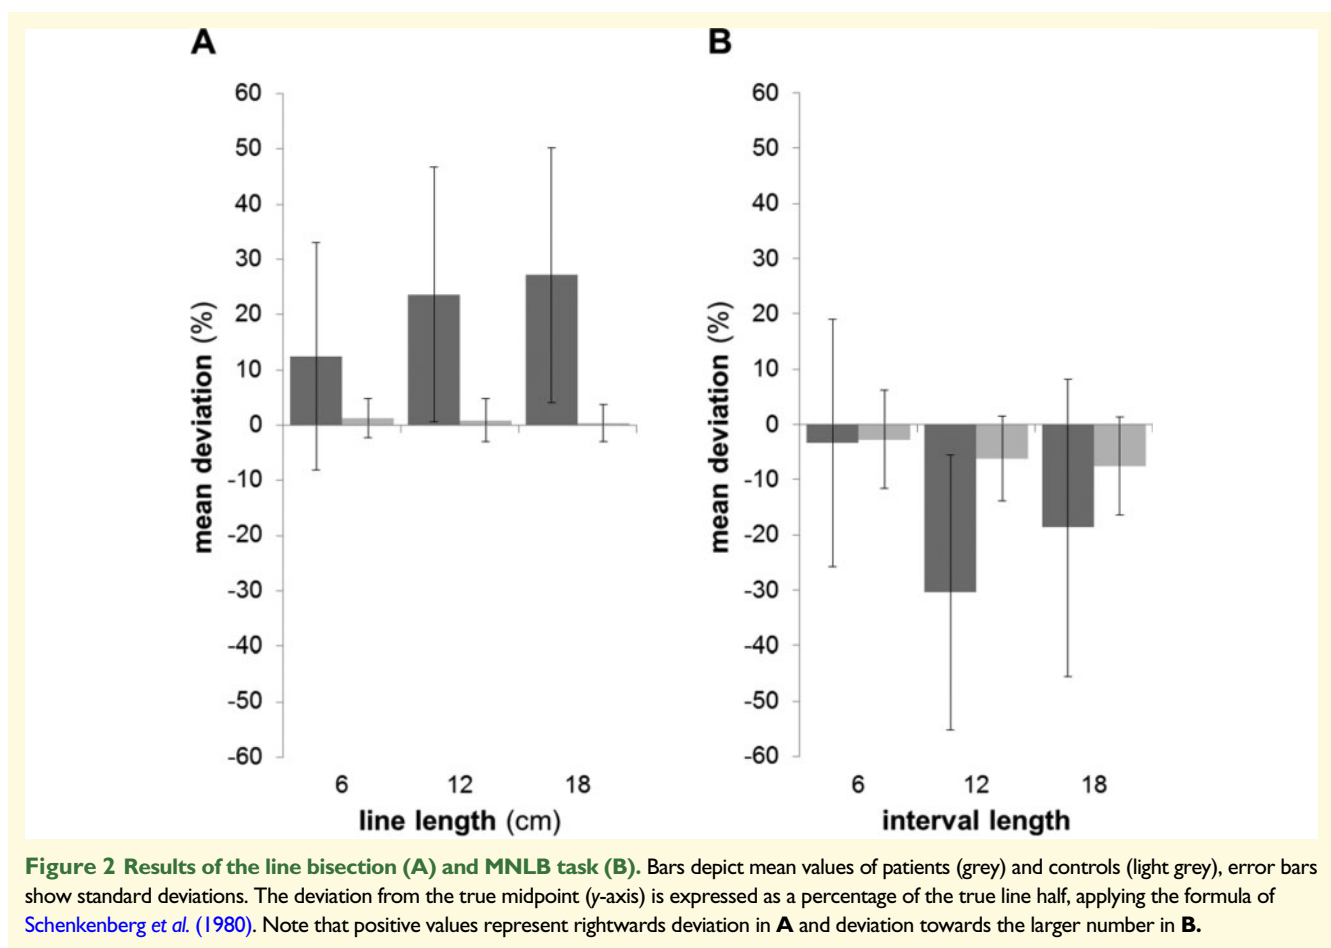 A
B
60
50
40
30
20
10
0
-10
-20
-30
-40
-50
-60
mean deviation (%)
6 12 18
line length (cm)
60
50
40
30
20
10
0
-10
-20
-30
-40
-50
-60
mean deviation (%)
6 12 18
interval length
Figure 2 Results of the line bisection (A) and MNLB task (B). Bars depict mean values of patients (grey) and controls (light grey), error bars
show standard deviations. The deviation from the true midpoint (y-axis) is expressed as a percentage of the true line half, applying the formula of
Schenkenberg et al. (1980). Note that positive values represent rightwards deviation in A and deviation towards the larger number in B.